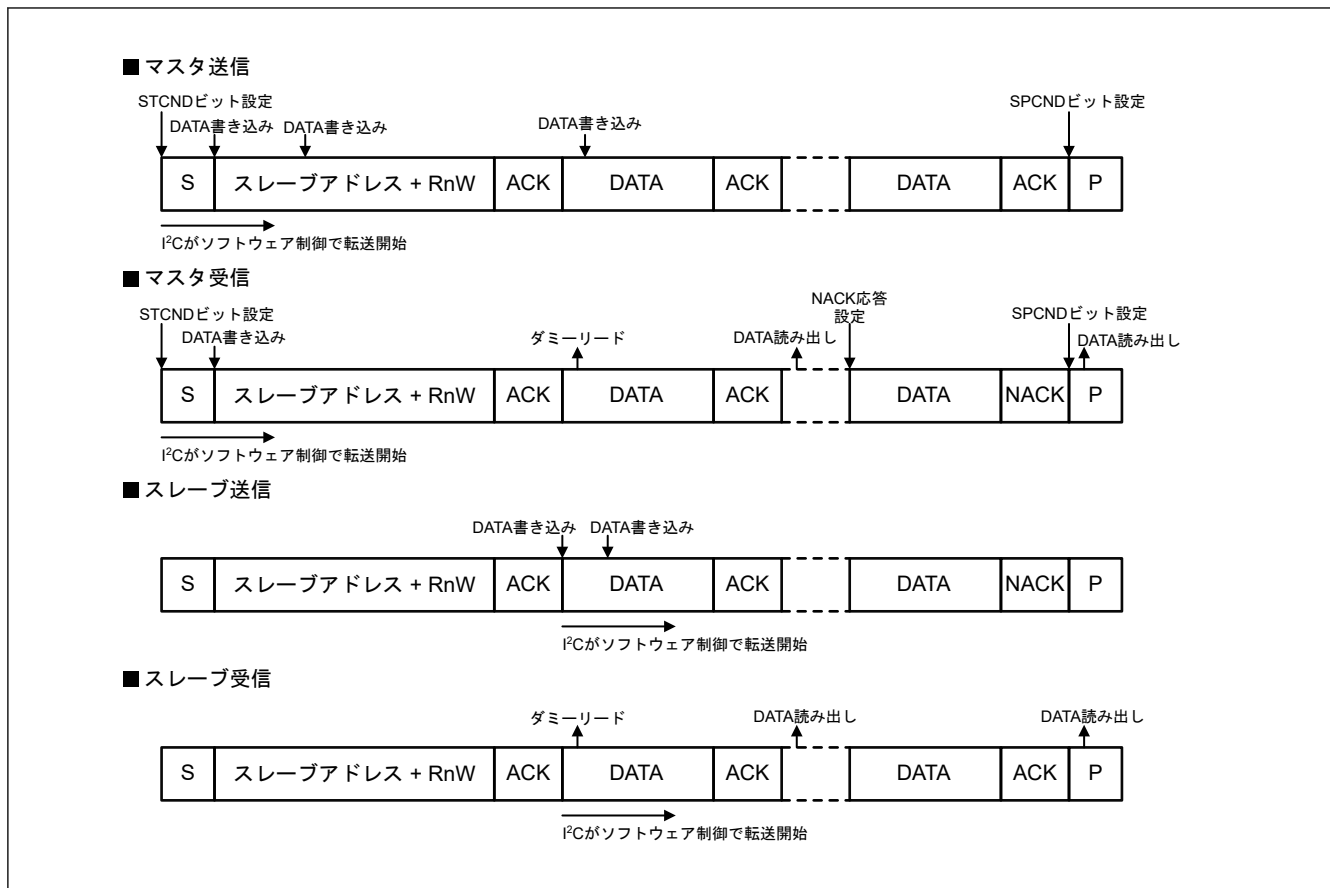 ■ マスタ送信
STCNDビット設定
SPCNDビット設定
DATA書き込み DATA書き込み DATA書き込み
S スレーブアドレス + RnW ACK DATA ACK DATA ACK P
I²Cがソフトウェア制御で転送開始
■ マスタ受信
NACK応答
設定
STCNDビット設定 SPCNDビット設定
DATA書き込み ダミーリード DATA読み出し DATA読み出し
S スレーブアドレス + RnW ACK DATA ACK DATA NACK P
I²Cがソフトウェア制御で転送開始
■ スレーブ送信
DATA書き込み DATA書き込み
S スレーブアドレス + RnW ACK DATA ACK DATA NACK P
I²Cがソフトウェア制御で転送開始
■ スレーブ受信
ダミーリード DATA読み出し DATA読み出し
S スレーブアドレス + RnW ACK DATA ACK DATA ACK P
I²Cがソフトウェア制御で転送開始